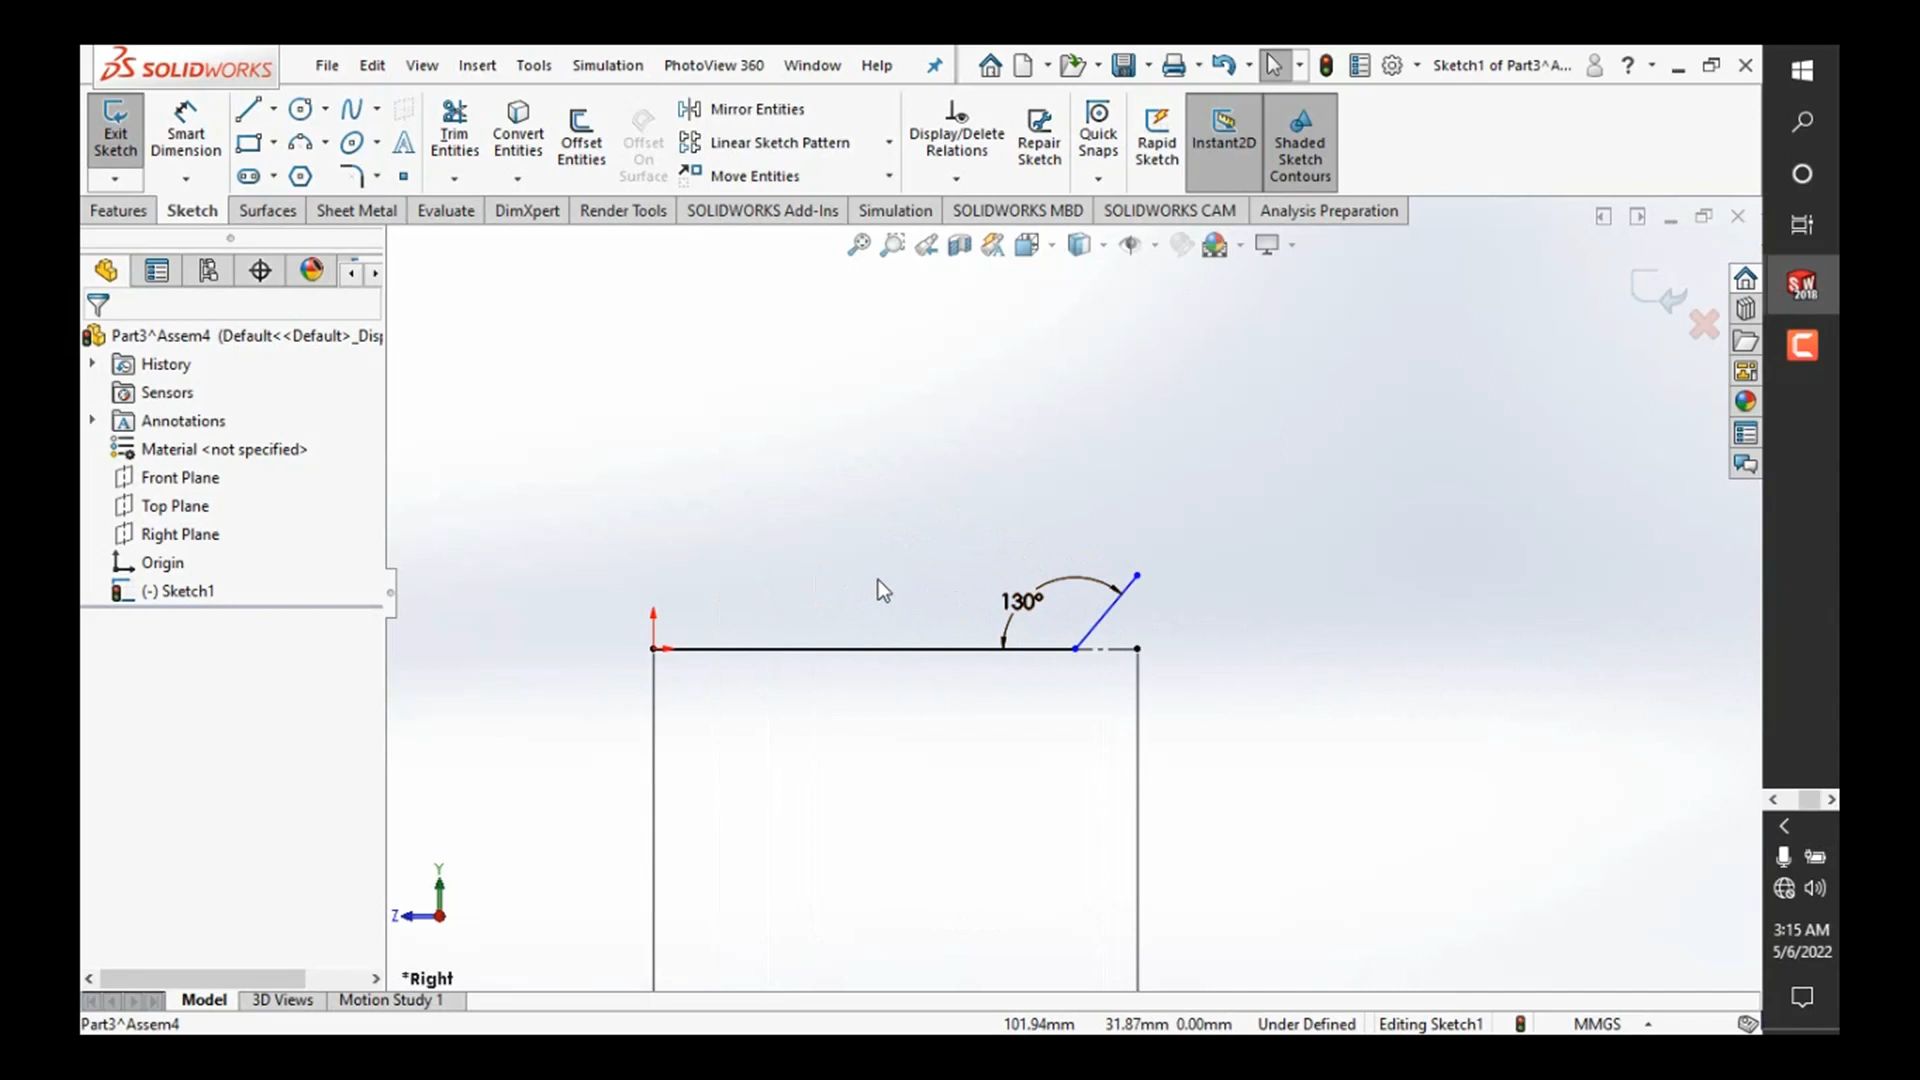 SOLIDWORKS File Edit View Insert Tools Simulation PhotoView 360 Window Help Sketch1 of Part3^A... ?
Exit Sketch
Smart Dimension
Trim Entities
Convert Entities
Offset Entities
Offset On Surface
Mirror Entities
Linear Sketch Pattern
Move Entities
Display/Delete Relations
Repair Sketch
Quick Snaps
Rapid Sketch
Instant2D
Shaded Sketch Contours
Features Sketch Surfaces Sheet Metal Evaluate DimXpert Render Tools SOLIDWORKS Add-Ins Simulation SOLIDWORKS MBD SOLIDWORKS CAM Analysis Preparation
SW 2018
Part3^Assem4 (Default<<Default>_Disp
History
Sensors
A Annotations
Material <not specified>
Front Plane
Top Plane
Right Plane
Origin
(-) Sketch1
130°
Y
Z
*Right
3:15 AM
5/6/2022
Model 3D Views Motion Study 1
Part3^Assem4 101.94mm 31.87mm 0.00mm Under Defined Editing Sketch1 MMGS